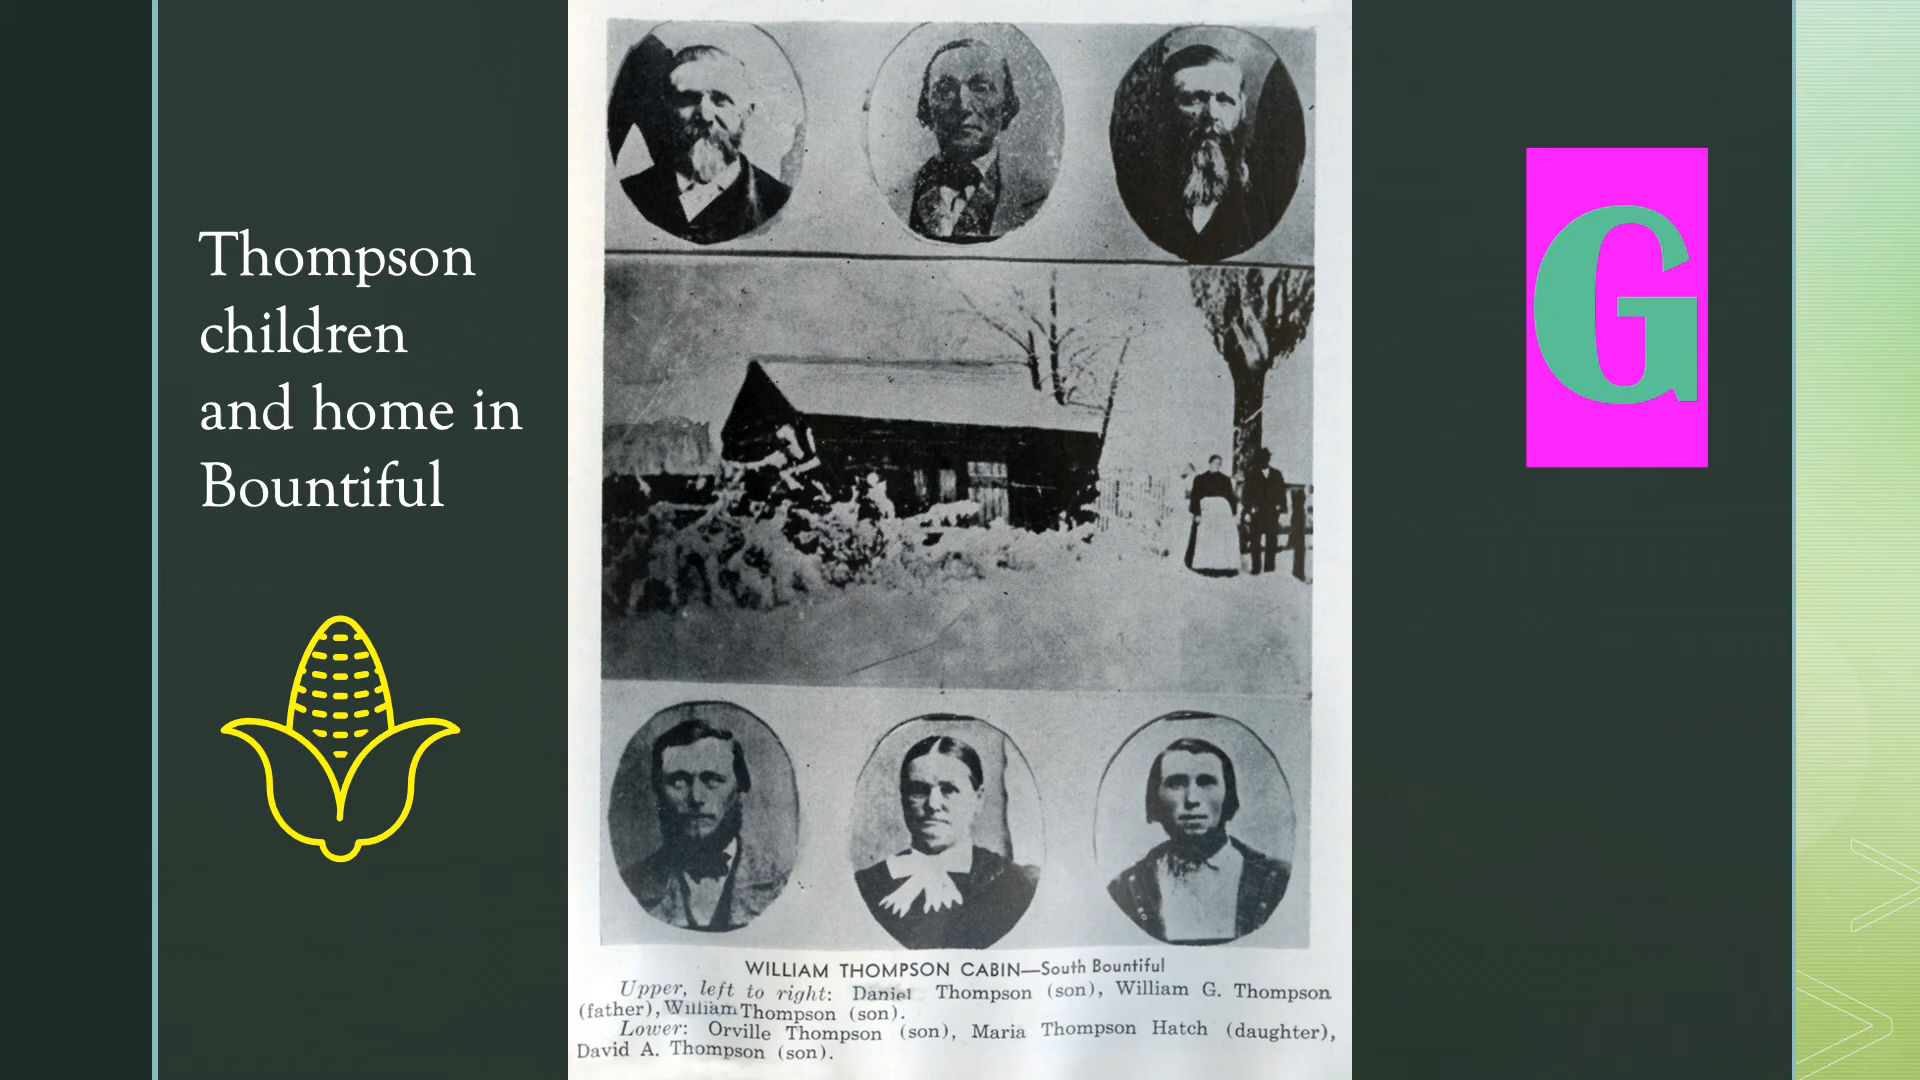 Thompson
children
and home in
Bountiful
G
WILLIAM THOMPSON CABIN—South Bountiful
Upper, left to right: Daniel Thompson (son), William G. Thompson
(father), William Thompson (son).
Lower: Orville Thompson (son), Maria Thompson Hatch (daughter),
David A. Thompson (son).